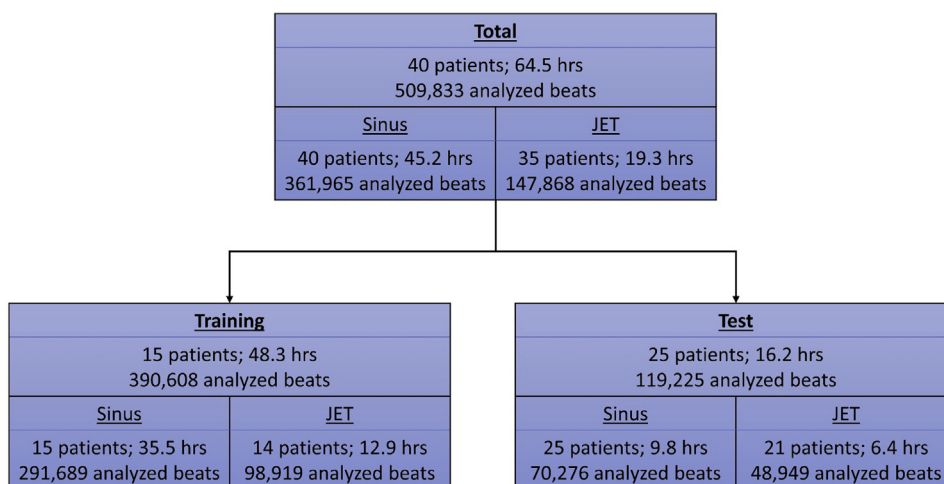 Total
40 patients; 64.5 hrs
509,833 analyzed beats
Sinus
40 patients; 45.2 hrs
361,965 analyzed beats
JET
35 patients; 19.3 hrs
147,868 analyzed beats
Training
15 patients; 48.3 hrs
390,608 analyzed beats
Sinus
15 patients; 35.5 hrs
291,689 analyzed beats
JET
14 patients; 12.9 hrs
98,919 analyzed beats
Test
25 patients; 16.2 hrs
119,225 analyzed beats
Sinus
25 patients; 9.8 hrs
70,276 analyzed beats
JET
21 patients; 6.4 hrs
48,949 analyzed beats